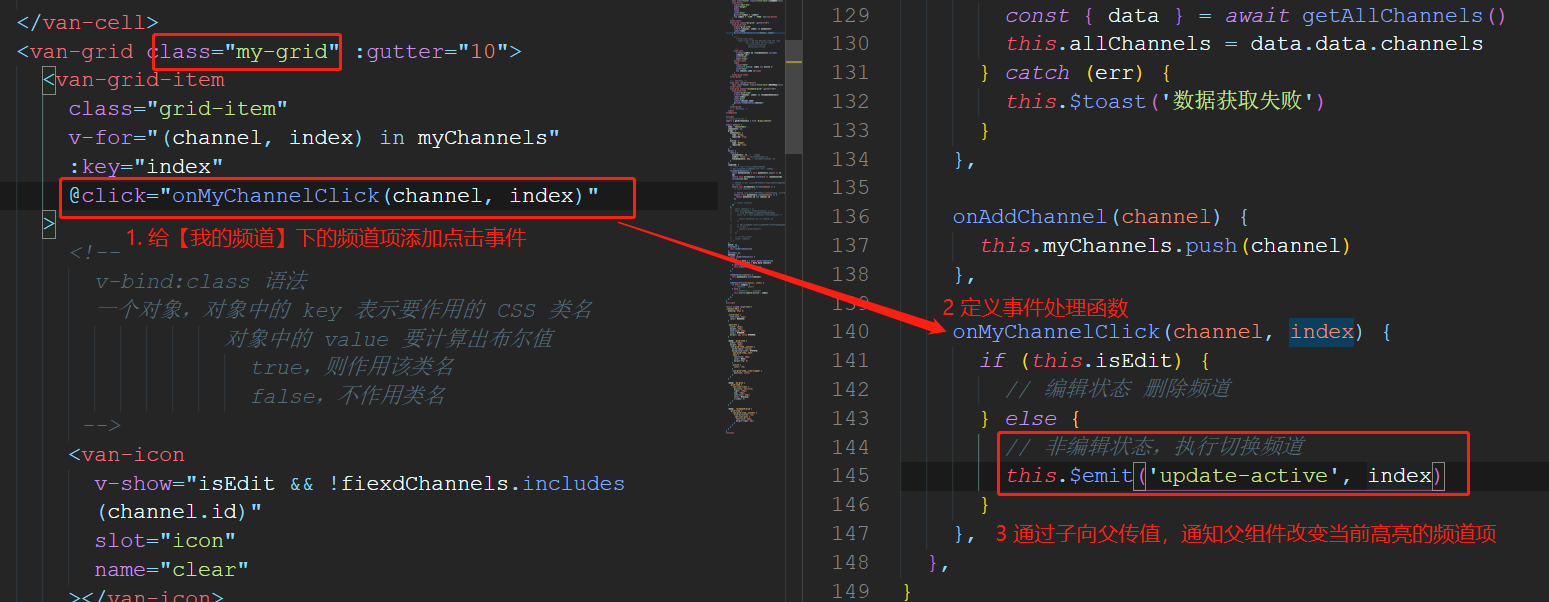 </van-cell>
<van-grid class="my-grid" :gutter="10">
<van-grid-item
class="grid-item"
v-for="(channel, index) in myChannels"
:key="index"
@click="onMyChannelClick(channel, index)"
>
1. 给【我的频道】下的频道项添加点击事件
<!--
v-bind:class 语法
一个对象，对象中的 key 表示要作用的 CSS 类名
对象中的 value 要计算出布尔值
true，则作用该类名
false，不作用类名
-->
<van-icon
v-show="isEdit && !fiexdChannels.includes
(channel.id)"
slot="icon"
name="clear"
></van-icon>
129 const { data } = await getAllChannels()
130 this.allChannels = data.data.channels
131 } catch (err) {
132 this.$toast('数据获取失败')
133 }
134 },
135
136 onAddChannel(channel) {
137 this.myChannels.push(channel)
138 },
139
2 定义事件处理函数
140 onMyChannelClick(channel, index) {
141 if (this.isEdit) {
142 // 编辑状态 删除频道
143 } else {
144 // 非编辑状态，执行切换频道
145 this.$emit('update-active', index)
146 }
147 },
3 通过子向父传值，通知父组件改变当前高亮的频道项
148 },
149 }